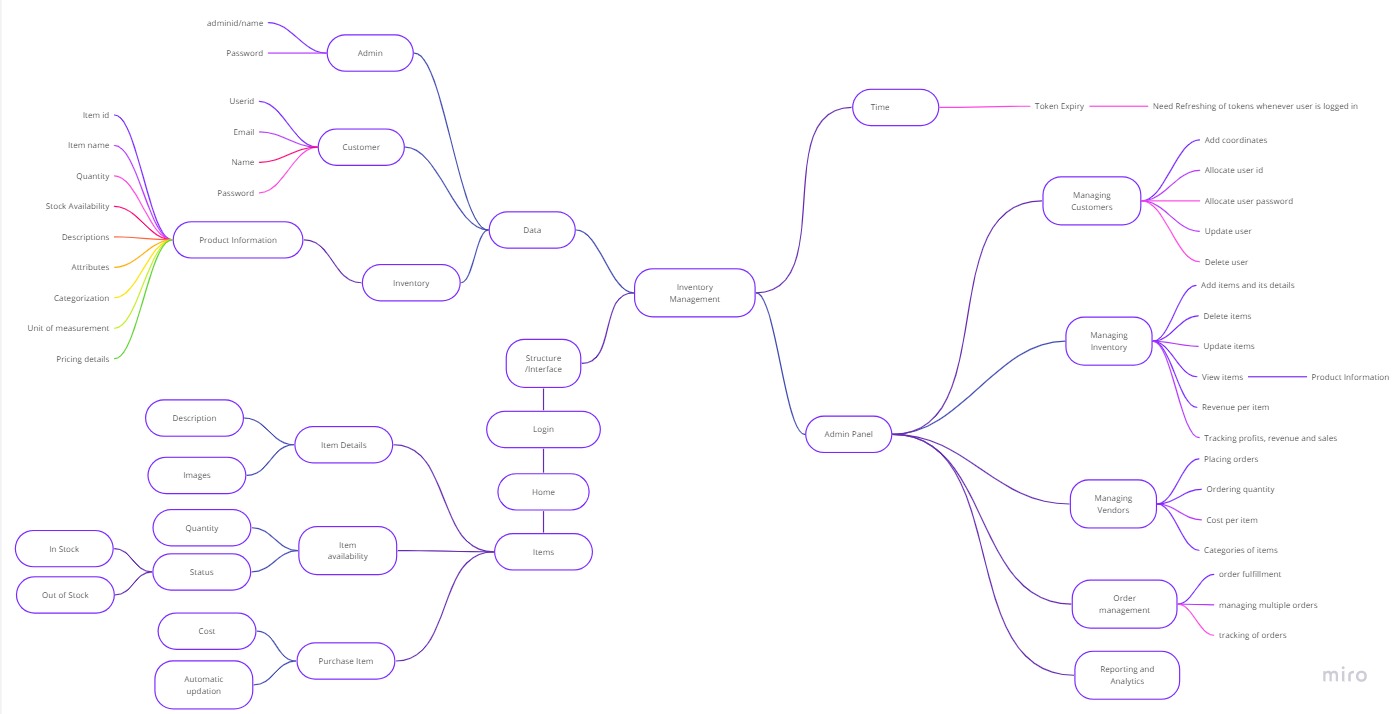 adminid/name
Password
Admin
Userid
Email
Name
Password
Customer
Item id
Item name
Quantity
Stock Availability
Descriptions
Attributes
Categorization
Unit of measurement
Pricing details
Product Information
Inventory
Data
Inventory
Management
Time
Token Expiry
Need Refreshing of tokens whenever user is logged in
Structure
/Interface
Login
Home
Items
Item Details
Description
Images
Item
availability
Quantity
Status
In Stock
Out of Stock
Purchase Item
Cost
Automatic
updation
Admin Panel
Managing
Customers
Add coordinates
Allocate user id
Allocate user password
Update user
Delete user
Managing
Inventory
Add items and its details
Delete items
Update items
View items
Product Information
Revenue per item
Tracking profits, revenue and sales
Managing
Vendors
Placing orders
Ordering quantity
Cost per item
Categories of items
Order
management
order fulfillment
managing multiple orders
tracking of orders
Reporting and
Analytics
miro